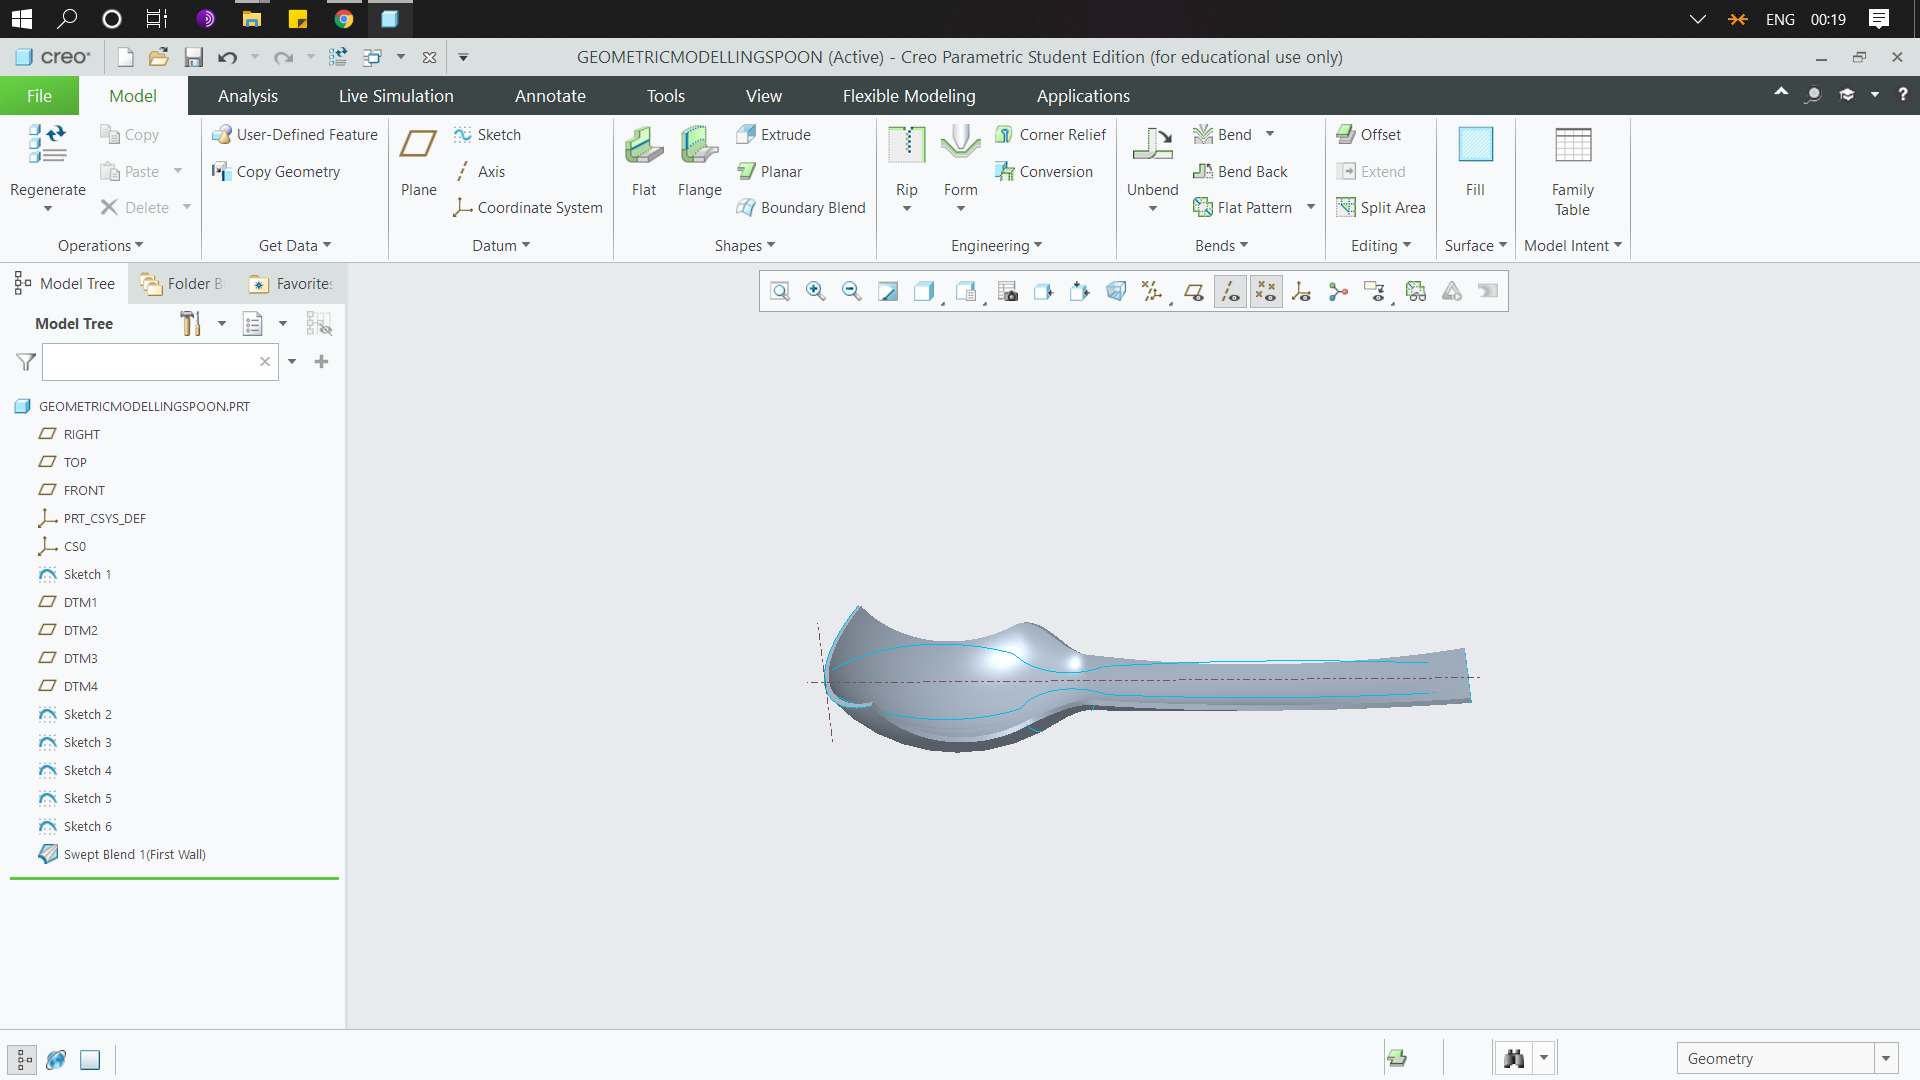 ENG 00:19
creo GEOMETRICMODELLINGSPOON (Active) - Creo Parametric Student Edition (for educational use only)
File Model Analysis Live Simulation Annotate Tools View Flexible Modeling Applications
Regenerate
Copy
Paste
Delete
Operations
User-Defined Feature
Copy Geometry
Get Data
Plane
Sketch
Axis
Coordinate System
Datum
Flat
Flange
Extrude
Planar
Boundary Blend
Shapes
Rip
Form
Corner Relief
Conversion
Engineering
Unbend
Bend
Bend Back
Flat Pattern
Bends
Offset
Extend
Split Area
Editing
Fill
Surface
Family
Table
Model Intent
Model Tree Folder B Favorites
Model Tree
GEOMETRICMODELLINGSPOON.PRT
RIGHT
TOP
FRONT
PRT_CSYS_DEF
CS0
Sketch 1
DTM1
DTM2
DTM3
DTM4
Sketch 2
Sketch 3
Sketch 4
Sketch 5
Sketch 6
Swept Blend 1(First Wall)
Geometry